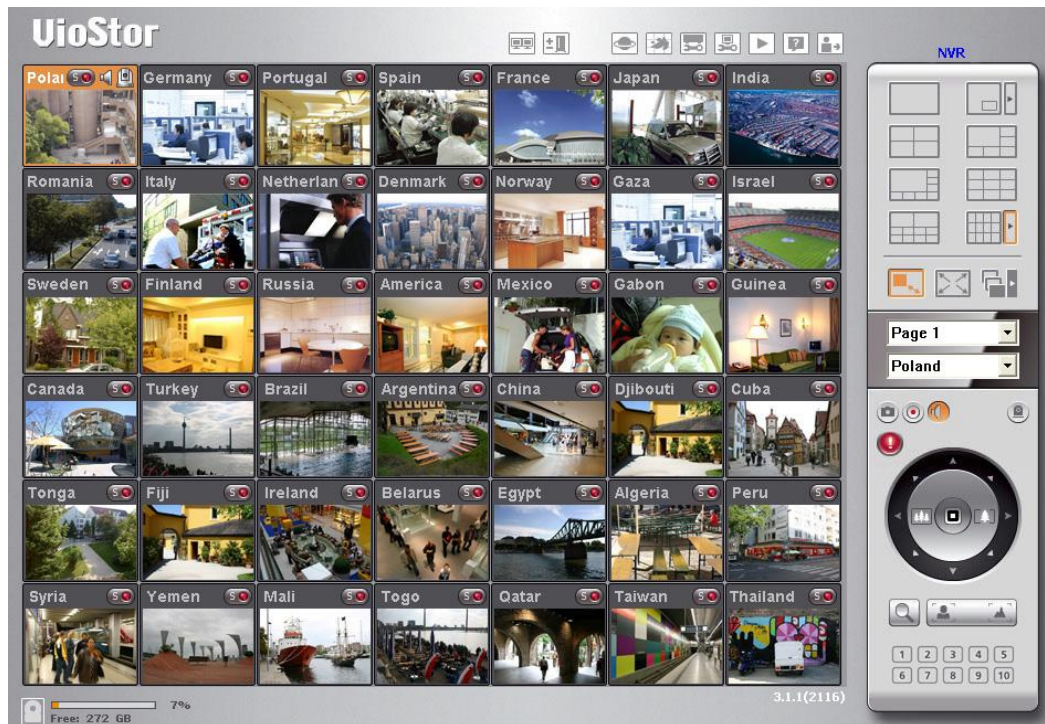 VioStor
NVR
Polar S
Germany S
Portugal S
Spain S
France S
Japan S
India S
Romania S
Italy S
Netherlan S
Denmark S
Norway S
Gaza S
Israel S
Sweden S
Finland S
Russia S
America S
Mexico S
Gabon S
Guinea S
Page 1
Poland
Canada S
Turkey S
Brazil S
Argentina S
China S
Djibouti S
Cuba S
Tonga S
Fiji S
Ireland S
Belarus S
Egypt S
Algeria S
Peru S
Syria S
Yemen S
Mali S
Togo S
Qatar S
Taiwan S
Thailand S
1 2 3 4 5
6 7 8 9 10
7%
Free: 272 GB
3.1.1(2116)